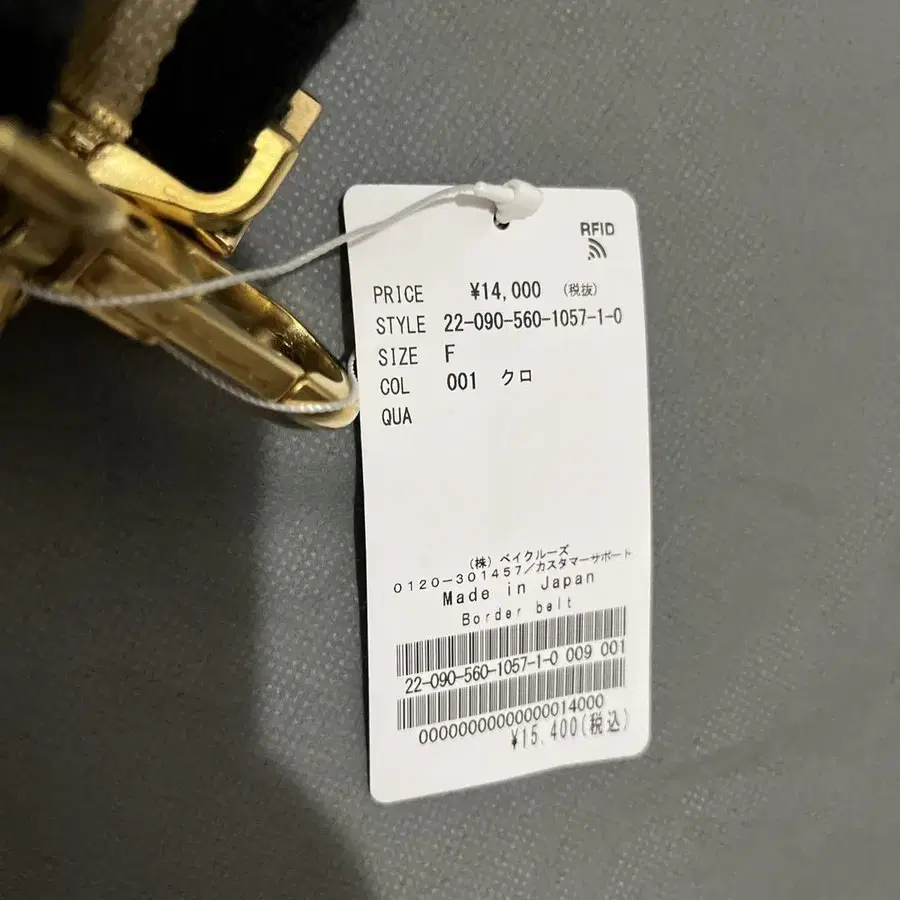 RFID
PRICE ¥14,000 (税抜)
STYLE 22-090-560-1057-1-0
SIZE F
COL 001 クロ
QUA
(株) ベイクルーズ
0120-301457/カスタマーサポート
Made in Japan
Border belt
22-090-560-1057-1-0 009 001
00000000000000014000
¥15,400(税込)